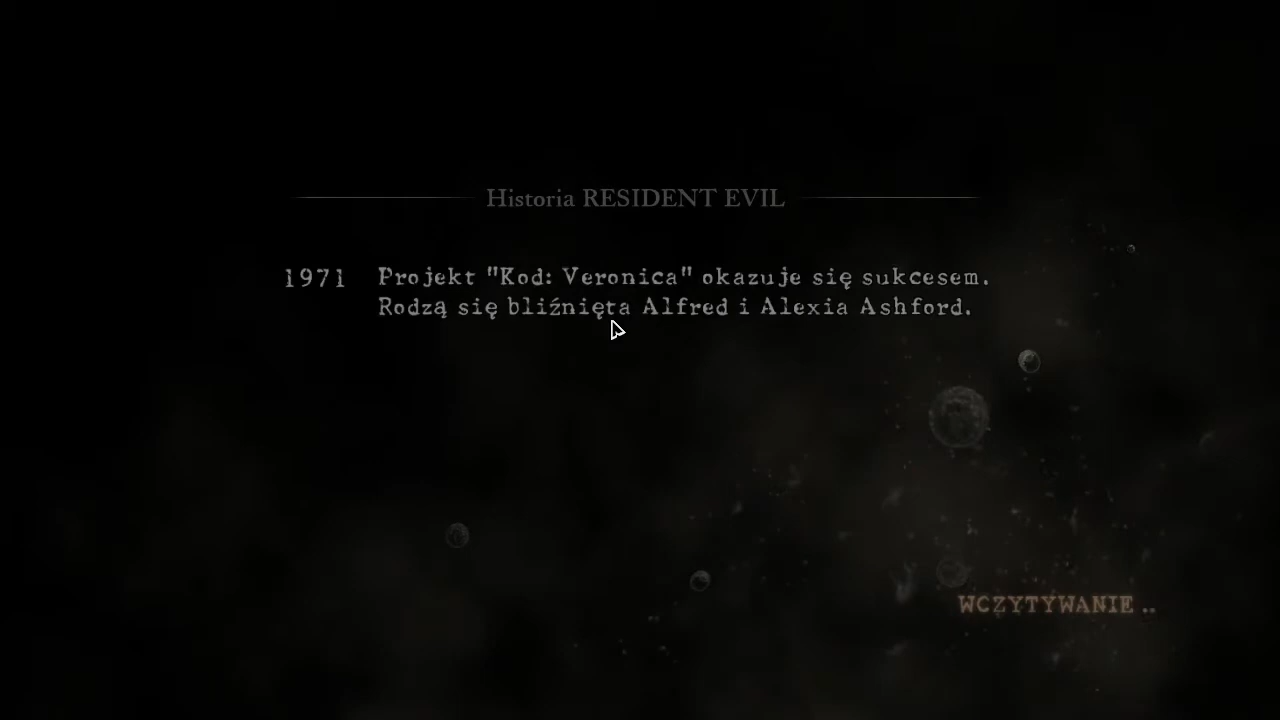 Historia RESIDENT EVIL
1971 Projekt "Kod: Veronica" okazuje się sukcesem.
Rodzą się bliźnięta Alfred i Alexia Ashford.
WCZYTYWANIE ..